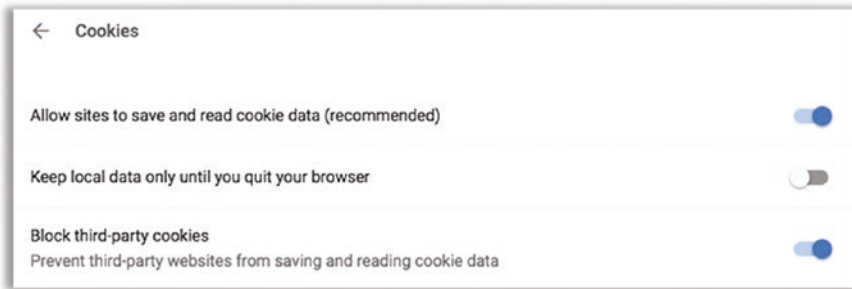 Cookies
Allow sites to save and read cookie data (recommended)
Keep local data only until you quit your browser
Block third-party cookies
Prevent third-party websites from saving and reading cookie data